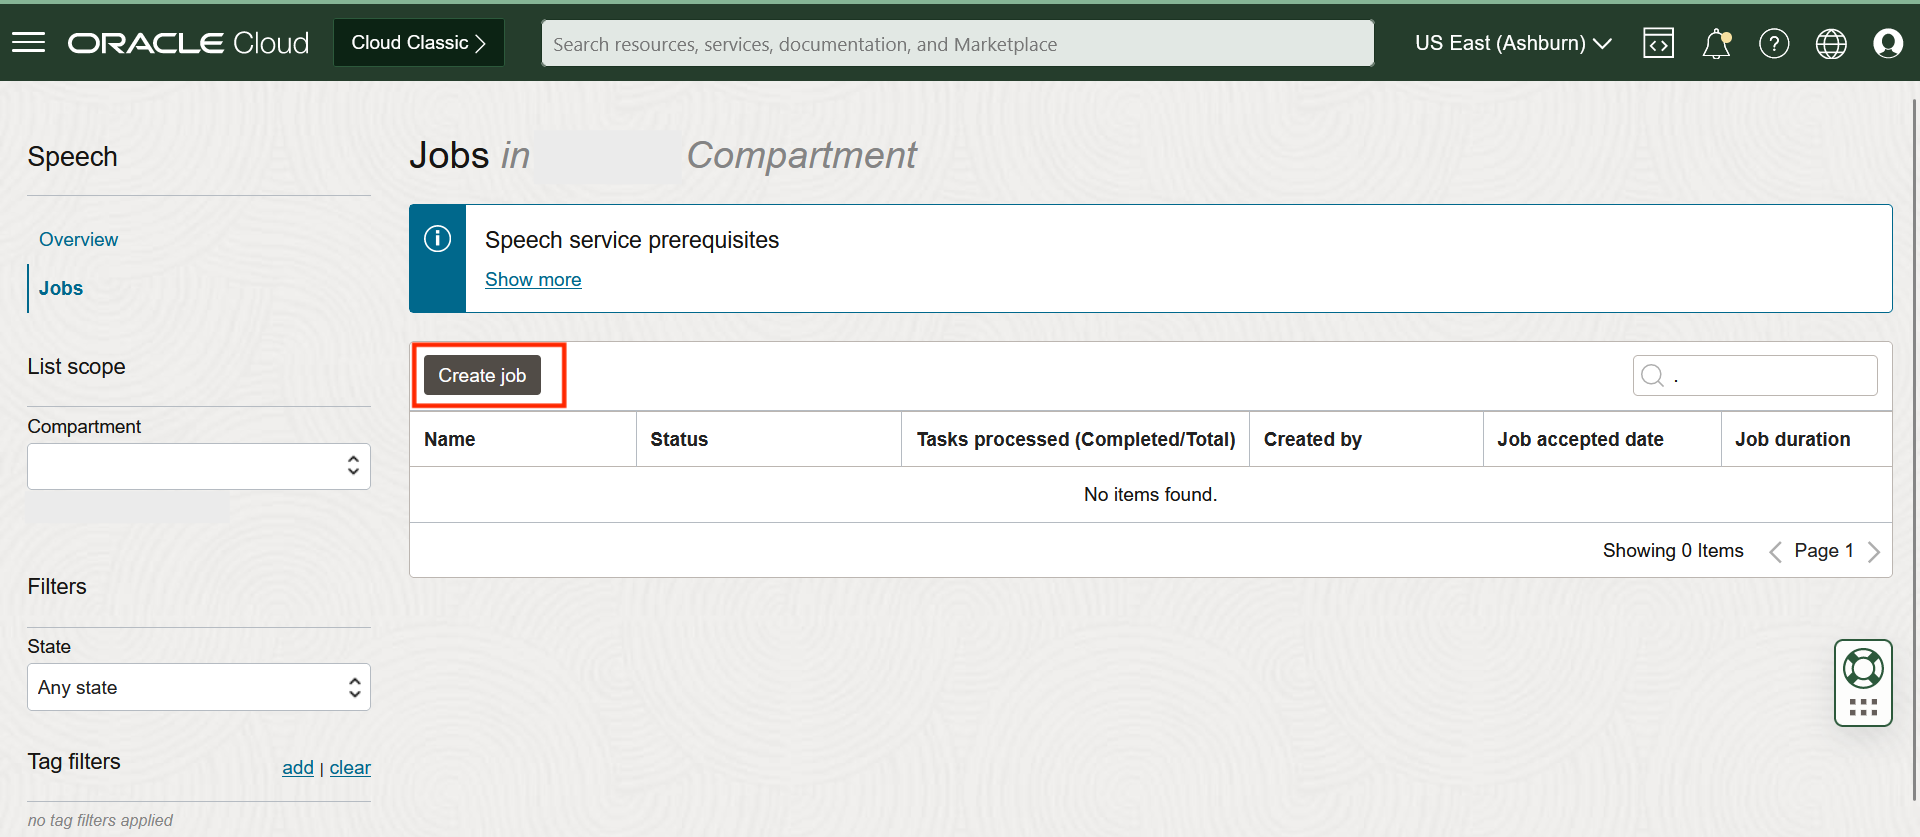 ORACLE Cloud
Cloud Classic
Search resources, services, documentation, and Marketplace
US East (Ashburn)
Speech
Overview
Jobs
List scope
Compartment
Filters
State
Any state
Tag filters
add | clear
no tag filters applied
Jobs in Compartment
Speech service prerequisites
Show more
Create job
.
Name Status Tasks processed (Completed/Total) Created by Job accepted date Job duration
No items found.
Showing 0 Items Page 1